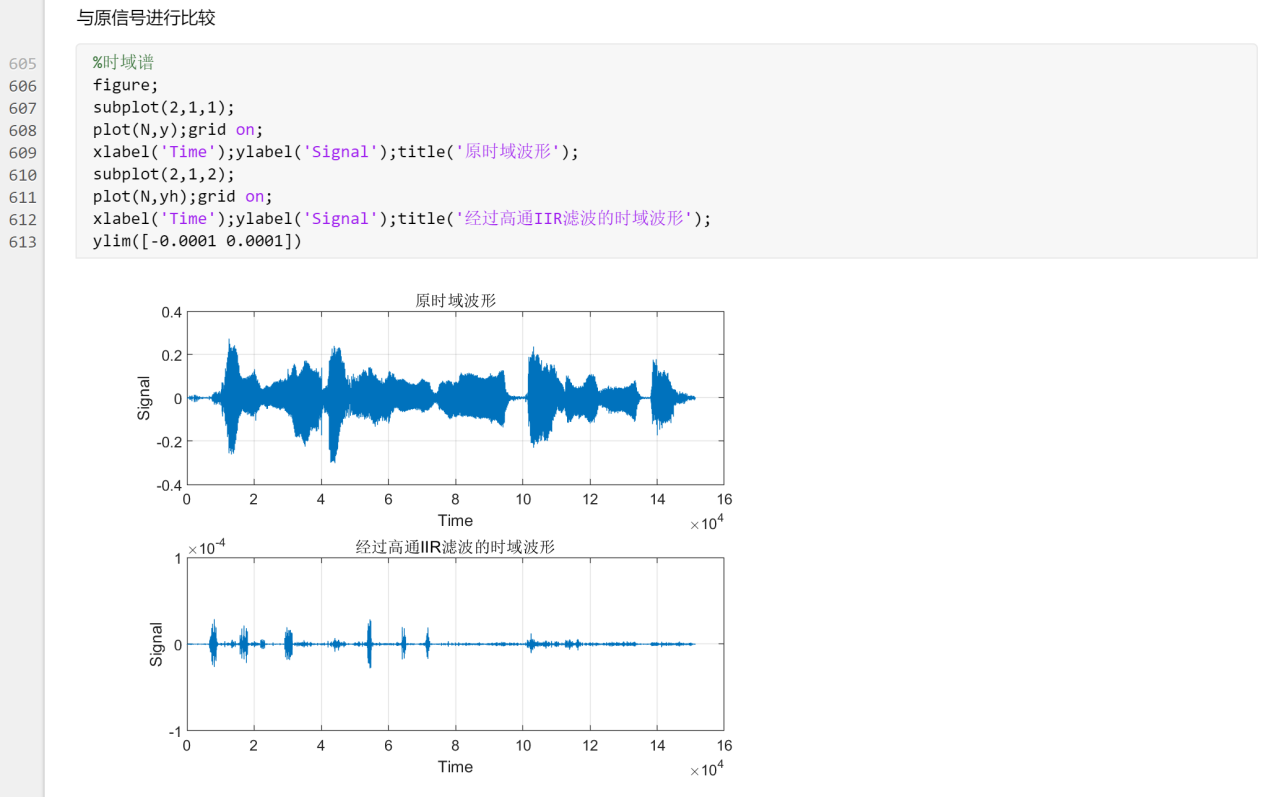 与原信号进行比较
605 %时域谱
606 figure;
607 subplot(2,1,1);
608 plot(N,y);grid on;
609 xlabel('Time');ylabel('Signal');title('原时域波形');
610 subplot(2,1,2);
611 plot(N,yh);grid on;
612 xlabel('Time');ylabel('Signal');title('经过高通IIR滤波的时域波形');
613 ylim([-0.0001 0.0001])
原时域波形
0.4
0.2
0
-0.2
-0.4
Signal
0 2 4 6 8 10 12 14 16
Time
×10^4
经过高通IIR滤波的时域波形
×10^-4
1
0
-1
Signal
0 2 4 6 8 10 12 14 16
Time
×10^4